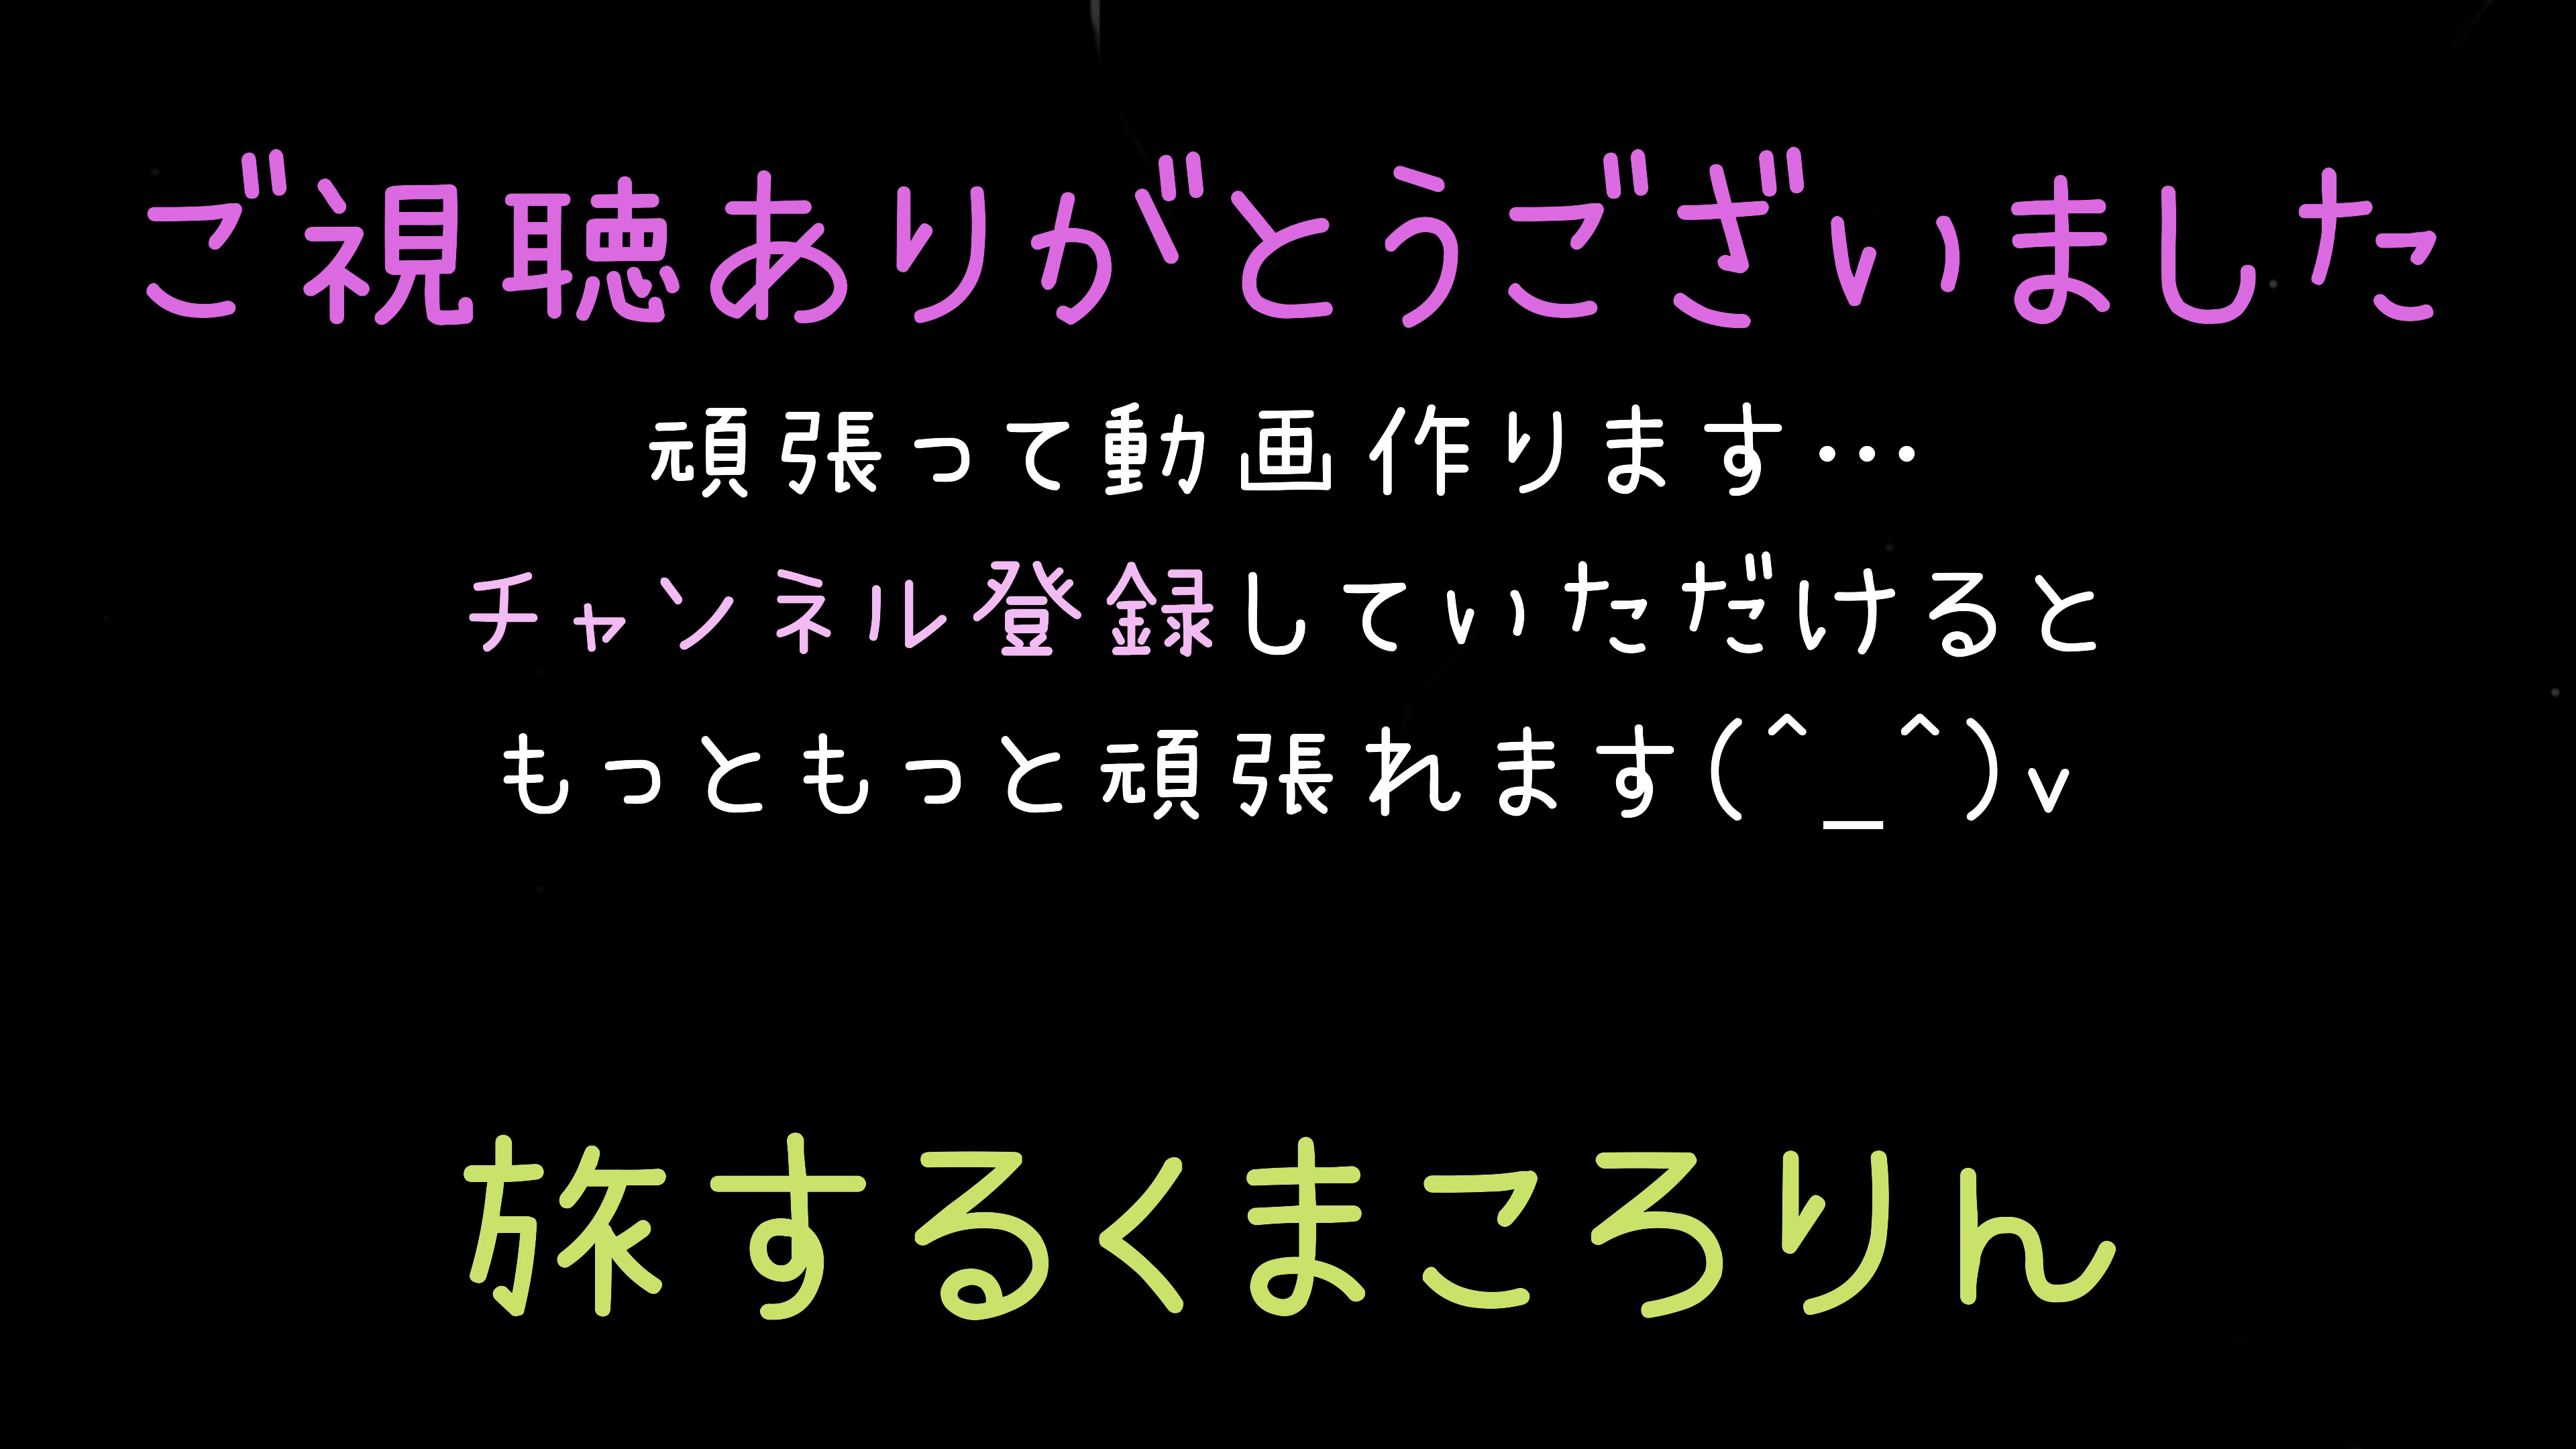 ご視聴ありがとうございました
頑張って動画作ります…
チャンネル登録していただけると
もっともっと頑張れます(^_^)v
旅するくまころりん